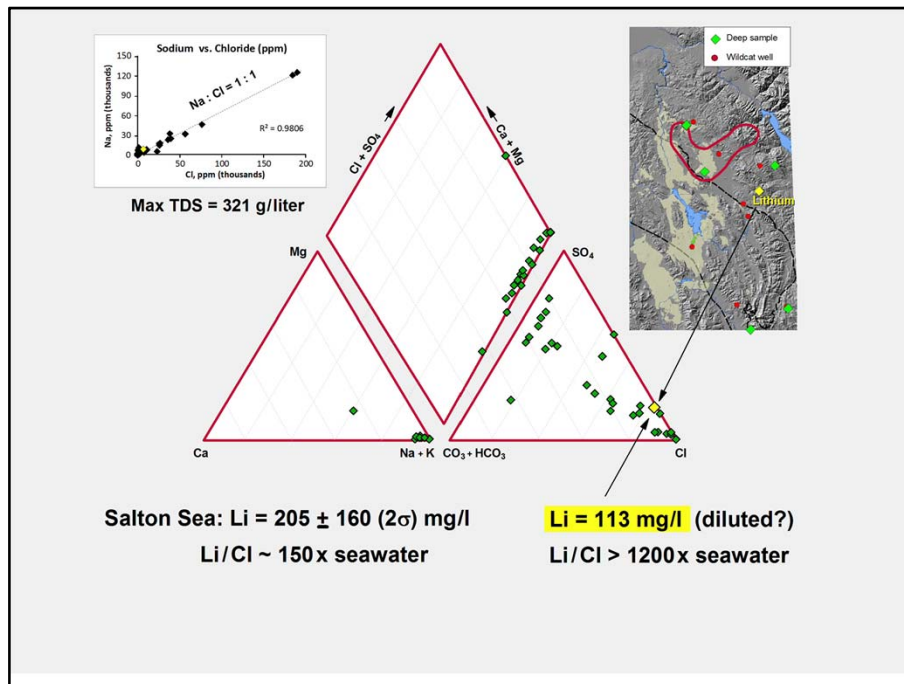 Sodium vs. Chloride (ppm)
Na, ppm (thousands)
150
120
90
60
30
0
Na : Cl = 1 : 1
R² = 0.9806
0
50
100
150
200
Cl, ppm (thousands)
Max TDS = 321 g/liter
Deep sample
Wildcat well
Lithium
Cl + SO₄
Ca + Mg
Mg
SO₄
Ca
Na + K
CO₃ + HCO₃
Cl
Salton Sea: Li = 205 ± 160 (2σ) mg/l
Li/Cl ~ 150x seawater
Li = 113 mg/l (diluted?)
Li/Cl > 1200x seawater